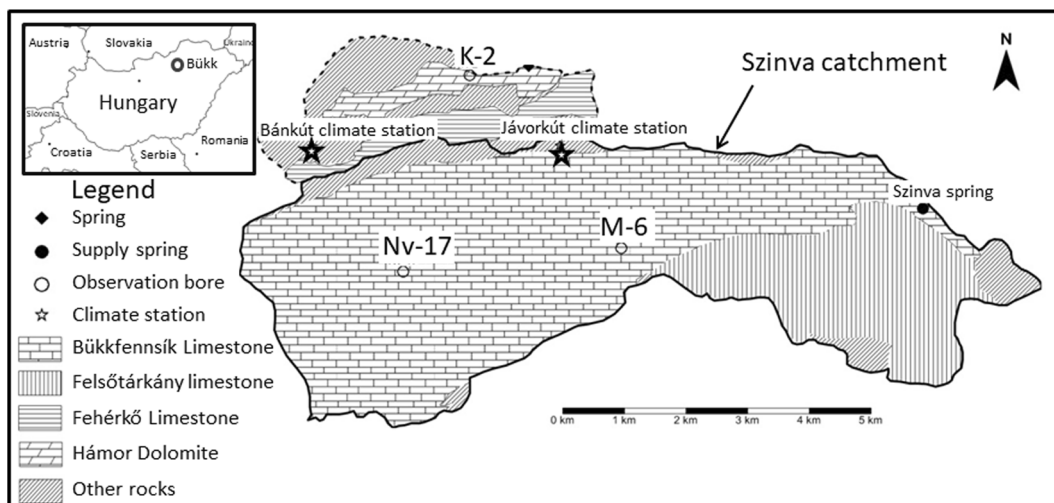 Austria
Slovakia
Ukraine
Bükk
Hungary
Slovenia
Romania
Croatia
Serbia
K-2
Szinva catchment
N
Bánkút climate station
Jávorkút climate station
Szinva spring
M-6
Nv-17
Legend
Spring
Supply spring
Observation bore
Climate station
Bükkfennsík Limestone
Felsőtárkány limestone
Fehérkő Limestone
Hámor Dolomite
Other rocks
0 km 1 km 2 km 3 km 4 km 5 km